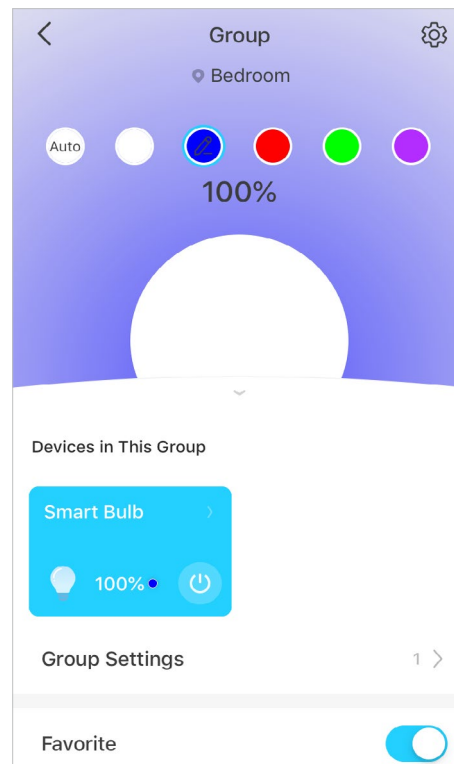 Group
Bedroom
Auto
100%
Devices in This Group
Smart Bulb
100%
Group Settings
1
Favorite